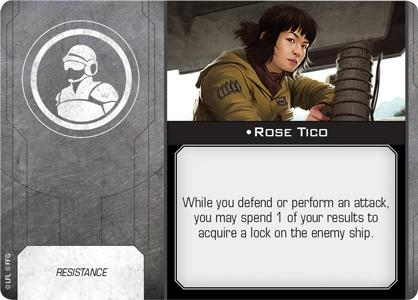 • Rose Tico
While you defend or perform an attack,
you may spend 1 of your results to
acquire a lock on the enemy ship.
RESISTANCE
© LFL © FFG